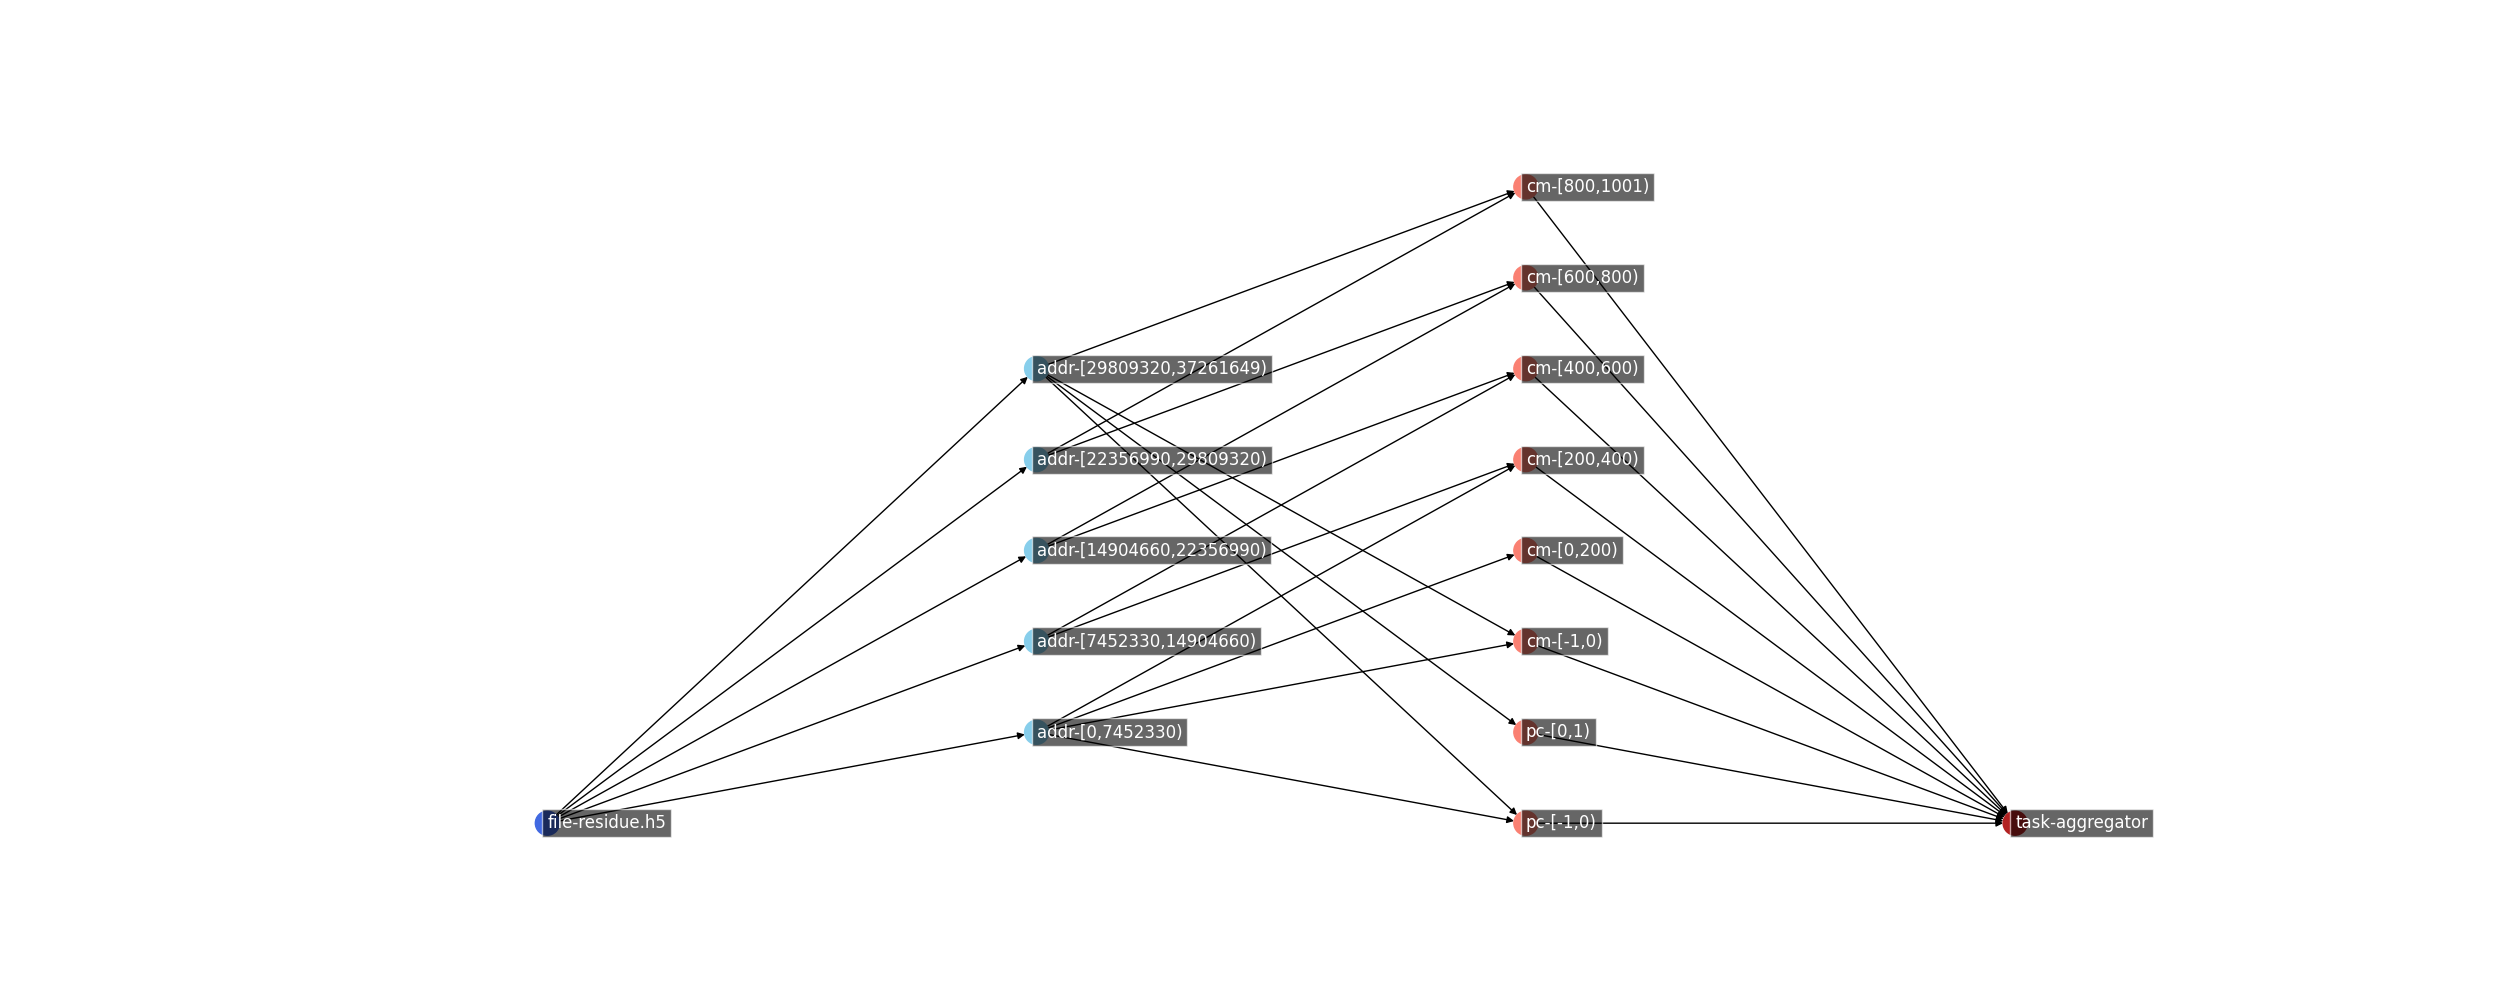 cm-[800,1001)
cm-[600,800)
addr-[29809320,37261649)
cm-[400,600)
addr-[22356990,29809320)
cm-[200,400)
addr-[14904660,22356990)
cm-[0,200)
addr-[7452330,14904660)
cm-[-1,0)
addr-[0,7452330)
pc-[0,1)
file-residue.h5
pc-[-1,0)
task-aggregator